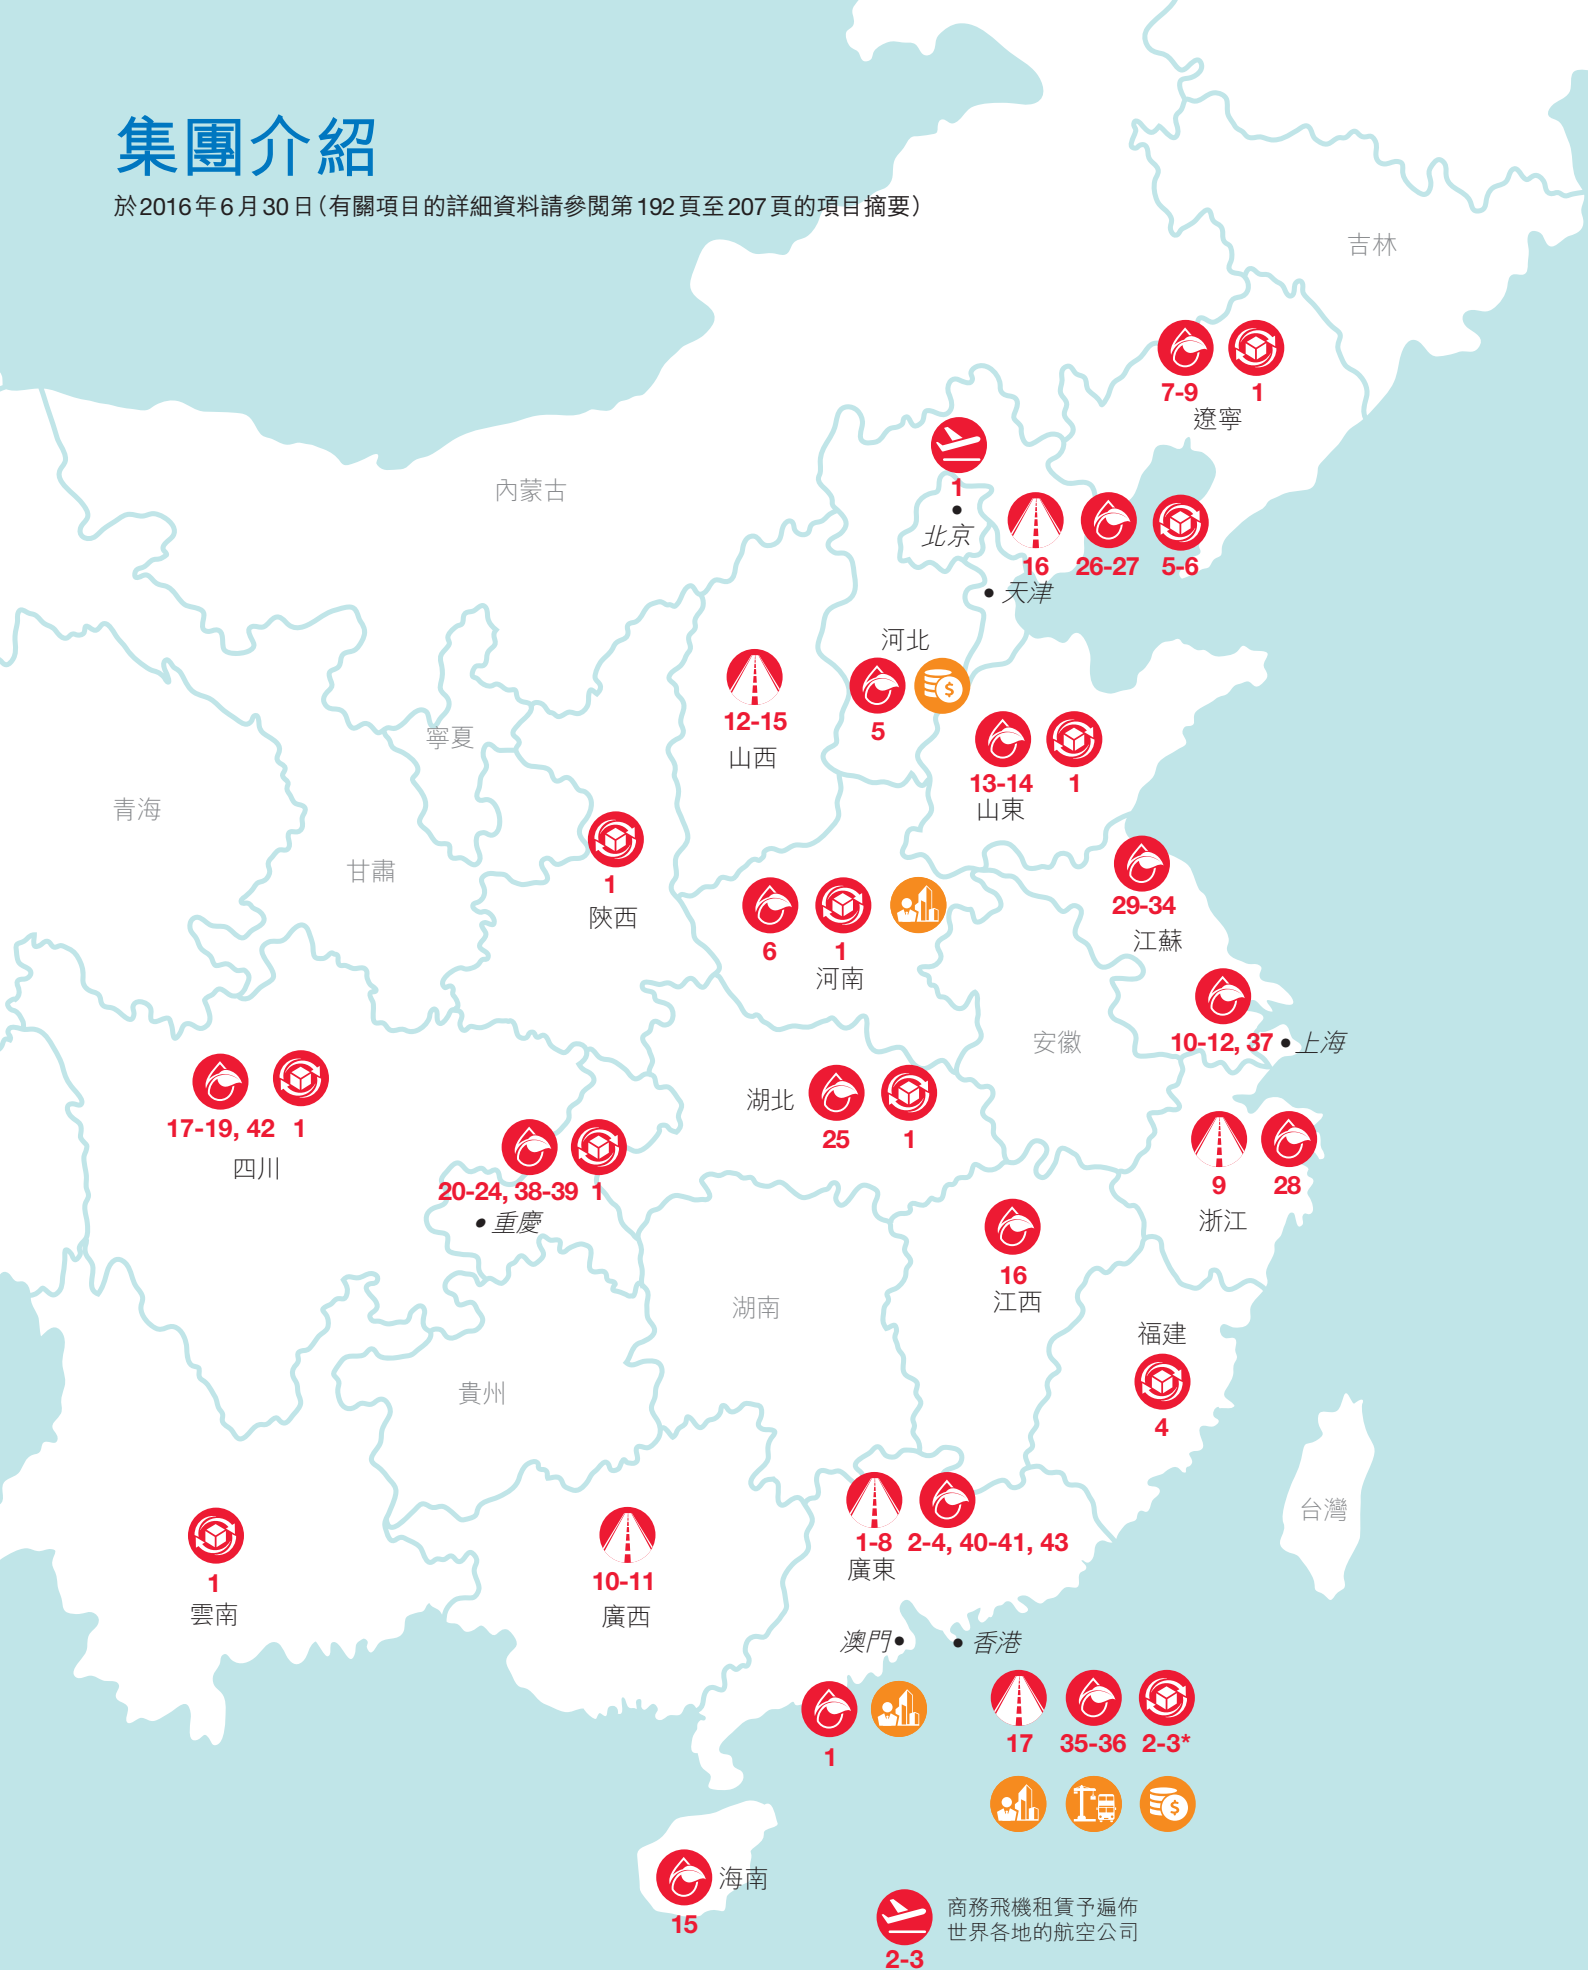 集團介紹
於2016年6月30日（有關項目的詳細資料請參閱第192頁至207頁的項目摘要）
吉林
7-9 1
遼寧
內蒙古
1
北京
16 26-27 5-6
天津
河北
5
12-15
山西
寧夏
13-14 1
山東
青海
甘肅
1
陝西
29-34
江蘇
6 1
河南
安徽
10-12, 37
上海
17-19, 42 1
四川
湖北
25 1
20-24, 38-39 1
重慶
9 28
浙江
16
江西
湖南
福建
4
貴州
台灣
1-8 2-4, 40-41, 43
廣東
1
雲南
10-11
廣西
澳門
香港
1
17 35-36 2-3*
$
$
海南
15
商務飛機租賃予遍佈
世界各地的航空公司
2-3